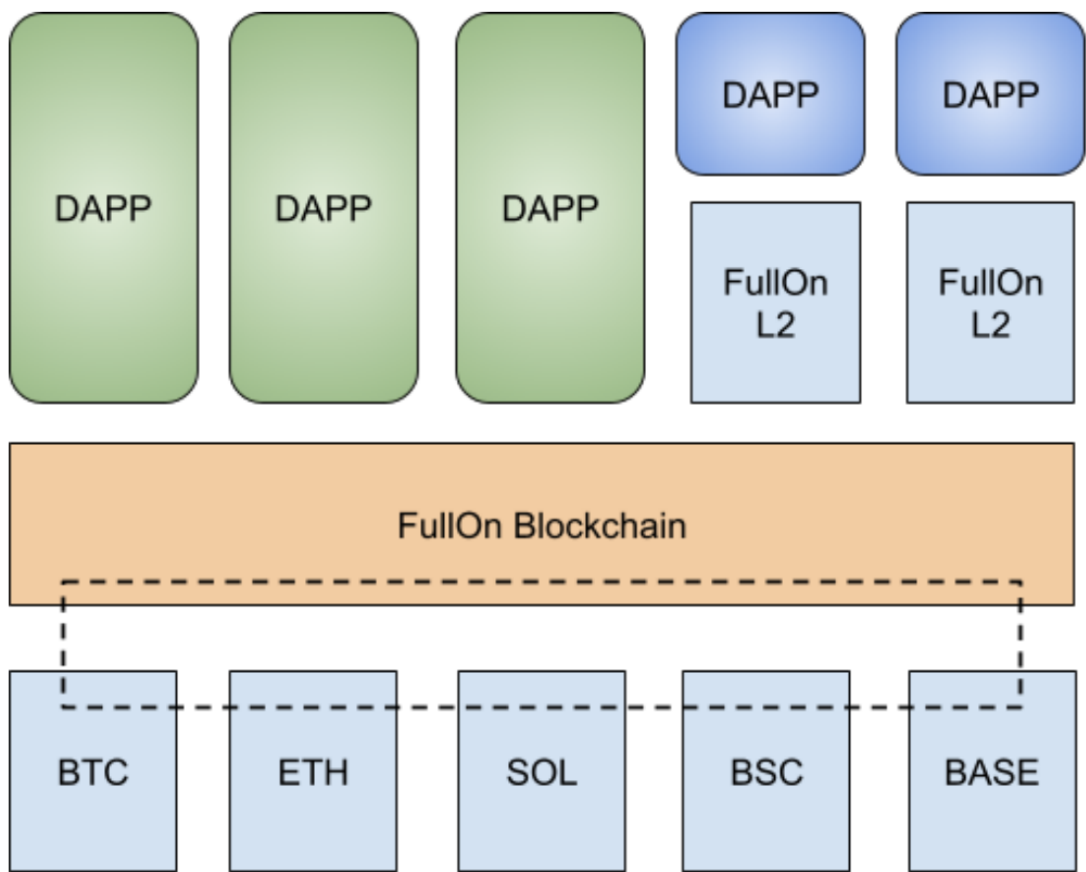 DAPP
DAPP
DAPP
DAPP
DAPP
FullOn
L2
FullOn
L2
FullOn Blockchain
BTC
ETH
SOL
BSC
BASE